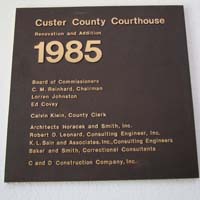 Custer County Courthouse
Renovation and Addition
1985
Board of Commissioners
C. M. Reinhard, Chairman
Lorren Johnston
Ed Covey
Calvin Klein, County Clerk
Architects Horacek and Smith, Inc.
Robert D. Leonard, Consulting Engineer, Inc.
K. L. Bain and Associates, Inc., Consulting Engineers
Baker and Smith, Correctional Consultants
C and D Construction Company, Inc.